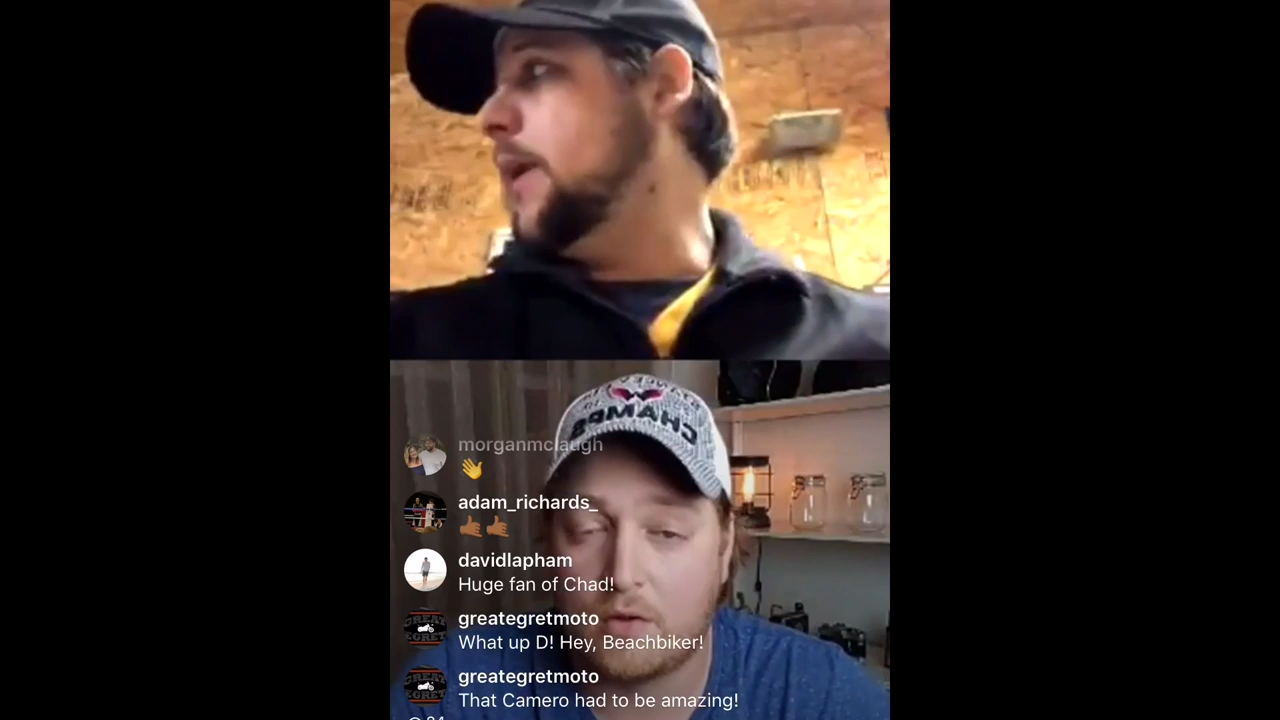 CHAMPS
morganmclaugh
👋
adam_richards_
🤙🏾🤙🏾
davidlapham
Huge fan of Chad!
greategretmoto
What up D! Hey, Beachbiker!
greategretmoto
That Camero had to be amazing!